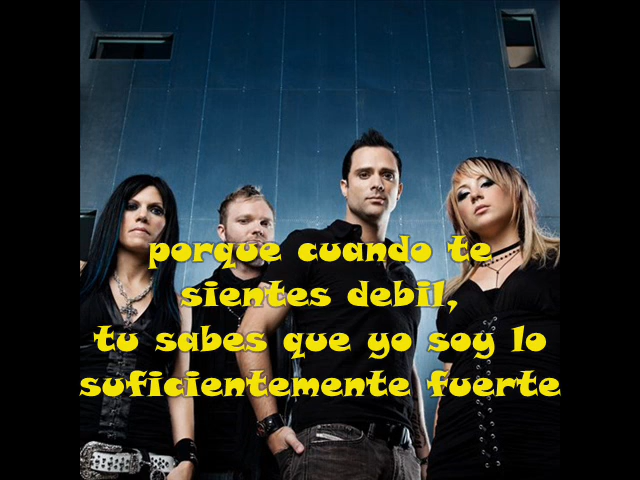 porque cuando te
sientes debil,
tu sabes que yo soy lo
suficientemente fuerte